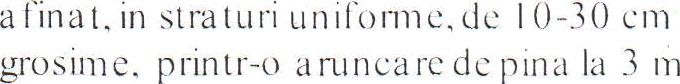 afinat, in straturi uniforme, de 10-30 cm
grosime, printr-o aruncare de pina la 3 m